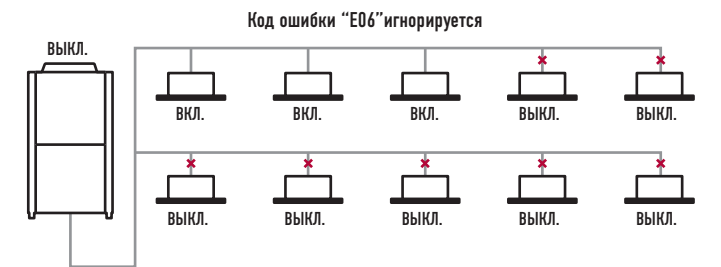 Код ошибки “E06”игнорируется
ВЫКЛ.
ВКЛ. ВКЛ. ВКЛ. ВЫКЛ. ВЫКЛ.
ВЫКЛ. ВЫКЛ. ВЫКЛ. ВЫКЛ. ВЫКЛ.